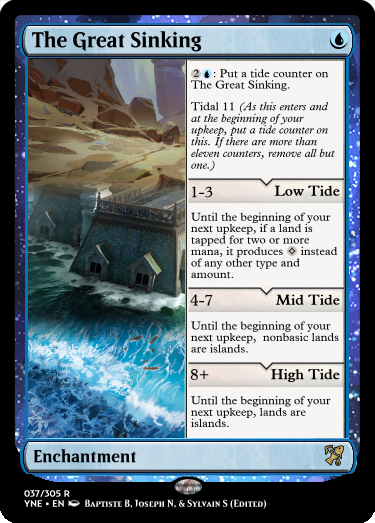 The Great Sinking
2U: Put a tide counter on
The Great Sinking.
Tidal 11 (As this enters and
at the beginning of your
upkeep, put a tide counter on
this. If there are more than
eleven counters, remove all but
one.)
1-3 Low Tide
Until the beginning of your
next upkeep, if a land is
tapped for two or more
mana, it produces C instead
of any other type and
amount.
4-7 Mid Tide
Until the beginning of your
next upkeep, nonbasic lands
are islands.
8+ High Tide
Until the beginning of your
next upkeep, lands are
islands.
Enchantment
037/305 R
YNE • EN Baptiste B, Joseph N, & Sylvain S (Edited)